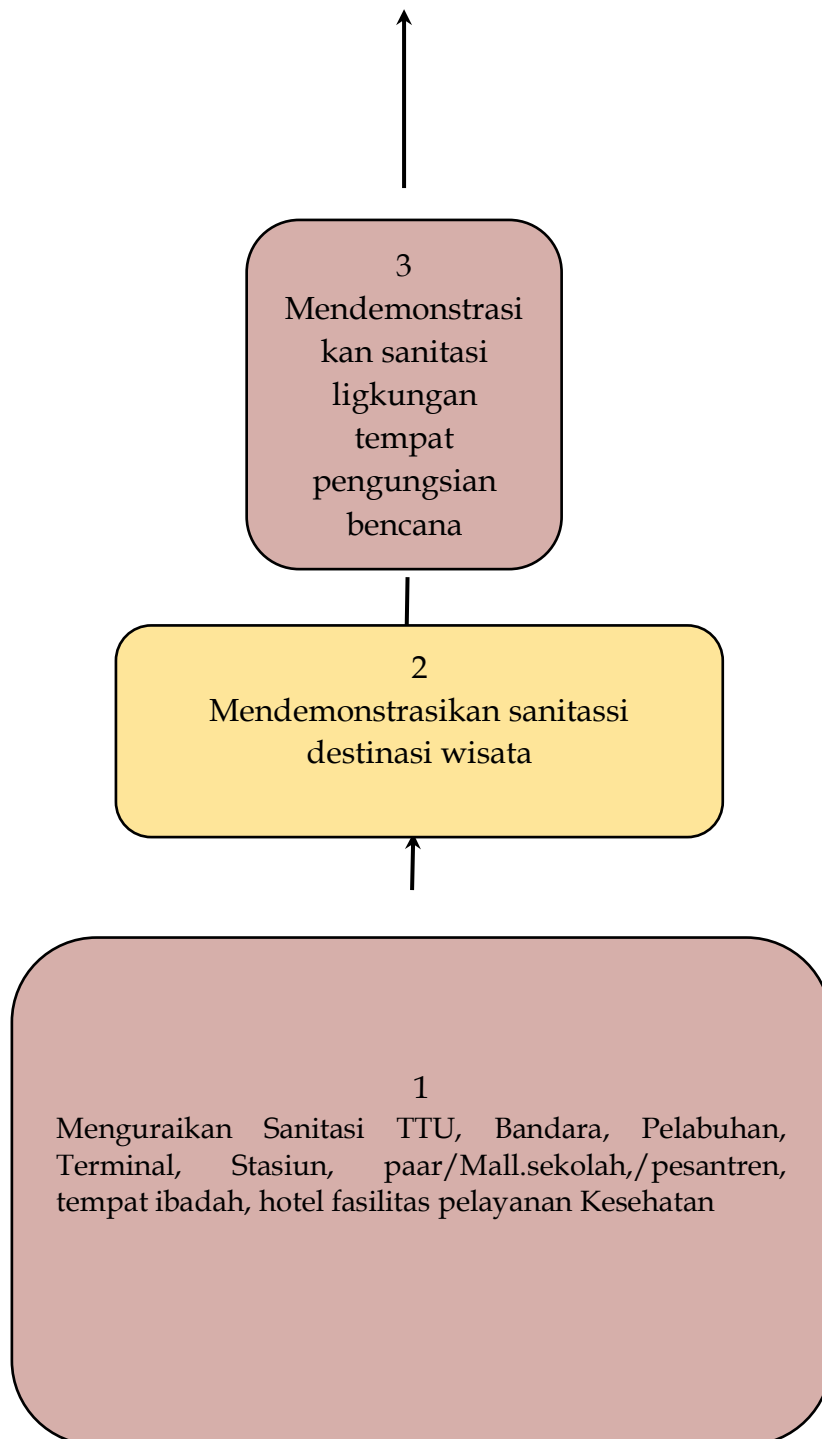 3
Mendemonstrasi
kan sanitasi
ligkungan
tempat
pengungsian
bencana
2
Mendemonstrasikan sanitassi
destinasi wisata
1
Menguraikan Sanitasi TTU, Bandara, Pelabuhan,
Terminal, Stasiun, paar/Mall.sekolah,/pesantren,
tempat ibadah, hotel fasilitas pelayanan Kesehatan